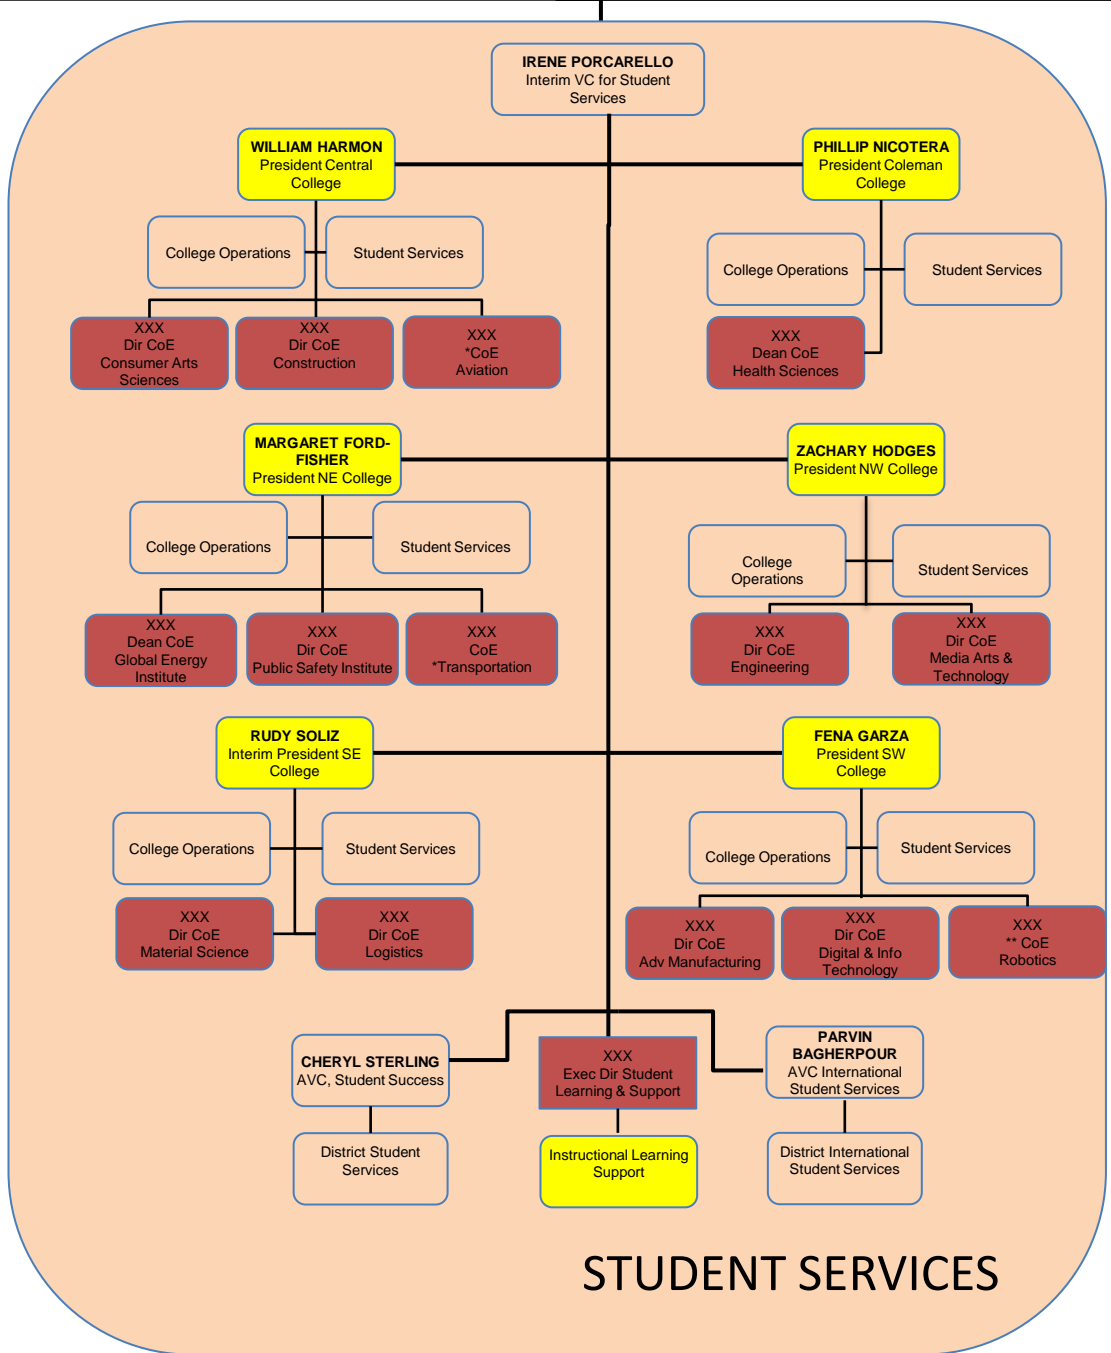 IRENE PORCARELLO
Interim VC for Student
Services
WILLIAM HARMON
President Central
College
PHILLIP NICOTERA
President Coleman
College
College Operations
Student Services
College Operations
Student Services
XXX
Dir CoE
Consumer Arts
Sciences
XXX
Dir CoE
Construction
XXX
*CoE
Aviation
XXX
Dean CoE
Health Sciences
MARGARET FORD-
FISHER
President NE College
ZACHARY HODGES
President NW College
College Operations
Student Services
College
Operations
Student Services
XXX
Dean CoE
Global Energy
Institute
XXX
Dir CoE
Public Safety Institute
XXX
CoE
*Transportation
XXX
Dir CoE
Engineering
XXX
Dir CoE
Media Arts &
Technology
RUDY SOLIZ
Interim President SE
College
FENA GARZA
President SW
College
College Operations
Student Services
College Operations
Student Services
XXX
Dir CoE
Material Science
XXX
Dir CoE
Logistics
XXX
Dir CoE
Adv Manufacturing
XXX
Dir CoE
Digital & Info
Technology
XXX
** CoE
Robotics
CHERYL STERLING
AVC, Student Success
XXX
Exec Dir Student
Learning & Support
PARVIN
BAGHERPOUR
AVC International
Student Services
District Student
Services
Instructional Learning
Support
District International
Student Services
STUDENT SERVICES